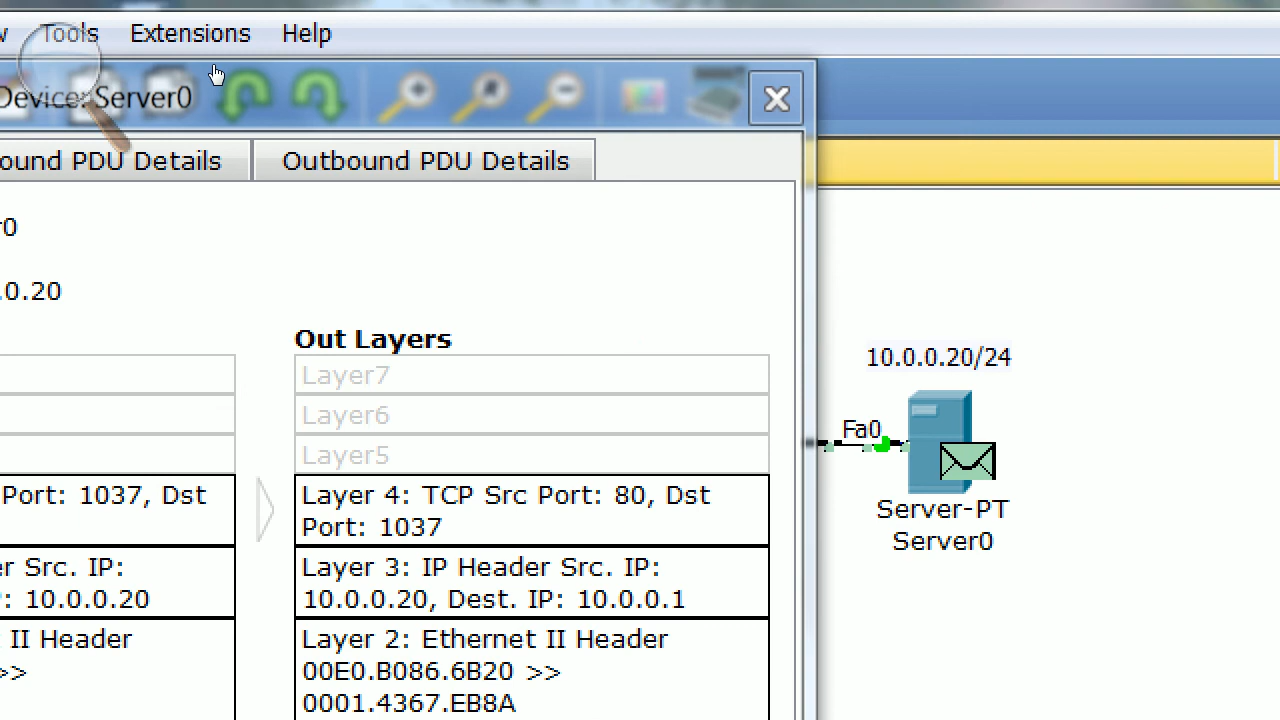 Tools Extensions Help
Device: Server0
ound PDU Details
Outbound PDU Details
r0
.0.20
Out Layers
Layer7
Layer6
Layer5
Port: 1037, Dst
Layer 4: TCP Src Port: 80, Dst
Port: 1037
er Src. IP:
: 10.0.0.20
Layer 3: IP Header Src. IP:
10.0.0.20, Dest. IP: 10.0.0.1
II Header
>>
Layer 2: Ethernet II Header
00E0.B086.6B20 >>
0001.4367.EB8A
10.0.0.20/24
Fa0
Server-PT
Server0